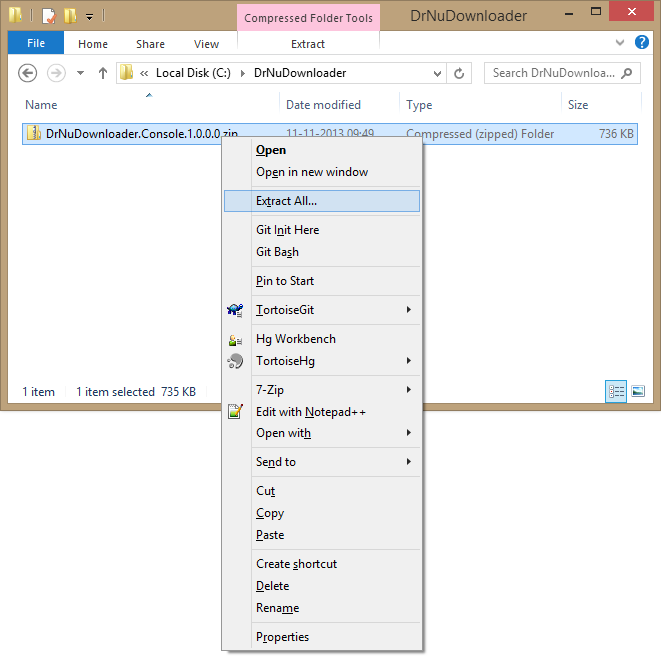 Compressed Folder Tools
DrNuDownloader
File
Home
Share
View
Extract
« Local Disk (C:) DrNuDownloader
Search DrNuDownloa...
Name
Date modified
Type
Size
DrNuDownloader.Console.1.0.0.0.zip
11-11-2013 09:49
Compressed (zipped) Folder
736 KB
Open
Open in new window
Extract All...
Git Init Here
Git Bash
Pin to Start
TortoiseGit
Hg Workbench
TortoiseHg
7-Zip
Edit with Notepad++
Open with
Send to
Cut
Copy
Paste
Create shortcut
Delete
Rename
Properties
1 item
1 item selected 735 KB